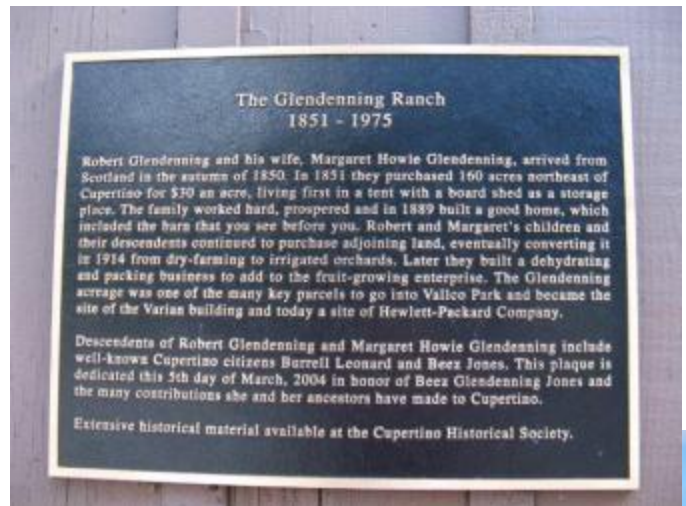 The Glendenning Ranch
1851 - 1975
Robert Glendenning and his wife, Margaret Howie Glendenning, arrived from
Scotland in the autumn of 1850. In 1851 they purchased 160 acres northeast of
Cupertino for $30 an acre, living first in a tent with a board shed as a storage
place. The family worked hard, prospered and in 1889 built a good home, which
included the barn that you see before you. Robert and Margaret's children and
their descendents continued to purchase adjoining land, eventually converting it
in 1914 from dry-farming to irrigated orchards. Later they built a dehydrating
and packing business to add to the fruit-growing enterprise. The Glendenning
acreage was one of the many key parcels to go into Vallco Park and became the
site of the Varian building and today a site of Hewlett-Packard Company.
Descendents of Robert Glendenning and Margaret Howie Glendenning include
well-known Cupertino citizens Burrell Leonard and Beez Jones. This plaque is
dedicated this 5th day of March, 2004 in honor of Beez Glendenning Jones and
the many contributions she and her ancestors have made to Cupertino.
Extensive historical material available at the Cupertino Historical Society.